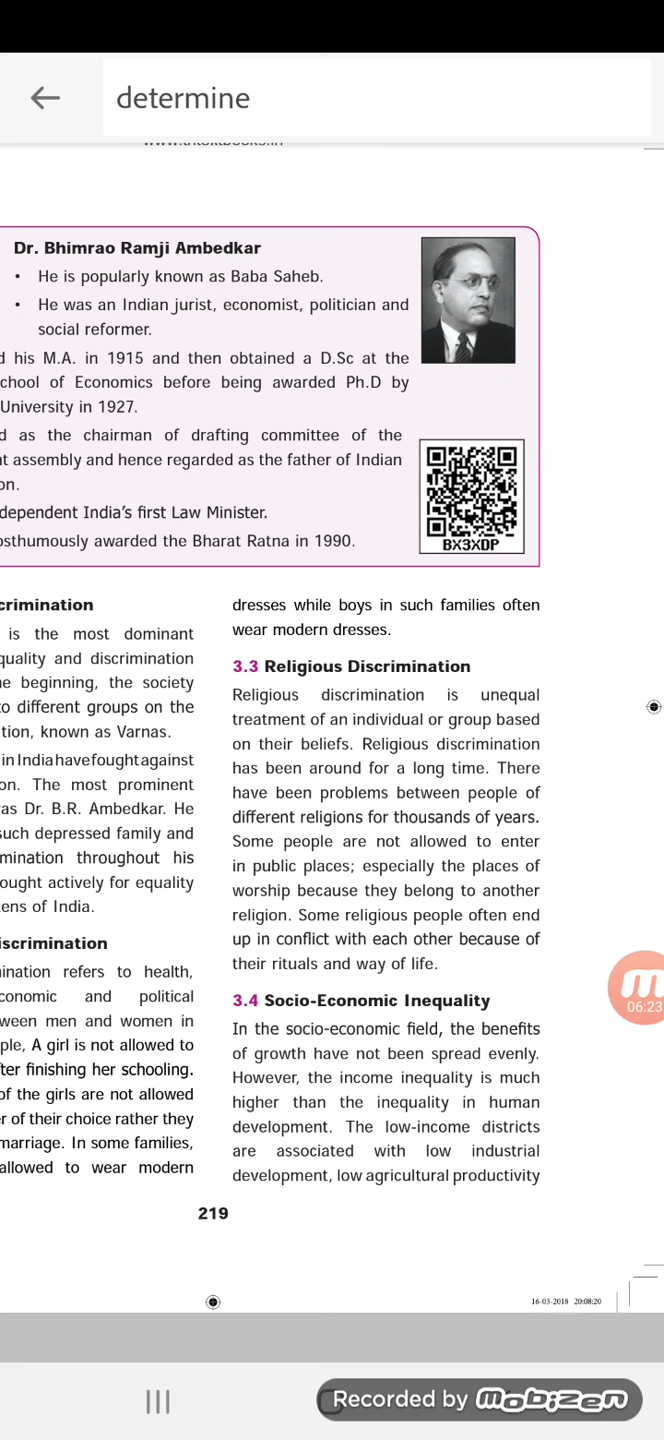 determine
www.tntextbooks.in
Dr. Bhimrao Ramji Ambedkar
• He is popularly known as Baba Saheb.
• He was an Indian jurist, economist, politician and
social reformer.
d his M.A. in 1915 and then obtained a D.Sc at the
chool of Economics before being awarded Ph.D by
University in 1927.
d as the chairman of drafting committee of the
nt assembly and hence regarded as the father of Indian
on.
dependent India's first Law Minister.
osthumously awarded the Bharat Ratna in 1990.
BX3XDP
crimination
is the most dominant
quality and discrimination
he beginning, the society
to different groups on the
tion, known as Varnas.
in India have fought against
on. The most prominent
as Dr. B.R. Ambedkar. He
such depressed family and
mination throughout his
ought actively for equality
ens of India.
iscrimination
ination refers to health,
conomic and political
ween men and women in
ple, A girl is not allowed to
ter finishing her schooling.
of the girls are not allowed
r of their choice rather they
marriage. In some families,
allowed to wear modern
dresses while boys in such families often
wear modern dresses.
3.3 Religious Discrimination
Religious discrimination is unequal
treatment of an individual or group based
on their beliefs. Religious discrimination
has been around for a long time. There
have been problems between people of
different religions for thousands of years.
Some people are not allowed to enter
in public places; especially the places of
worship because they belong to another
religion. Some religious people often end
up in conflict with each other because of
their rituals and way of life.
3.4 Socio-Economic Inequality
In the socio-economic field, the benefits
of growth have not been spread evenly.
However, the income inequality is much
higher than the inequality in human
development. The low-income districts
are associated with low industrial
development, low agricultural productivity
06:23
219
16-03-2018 20:08:20
Recorded by mobizen